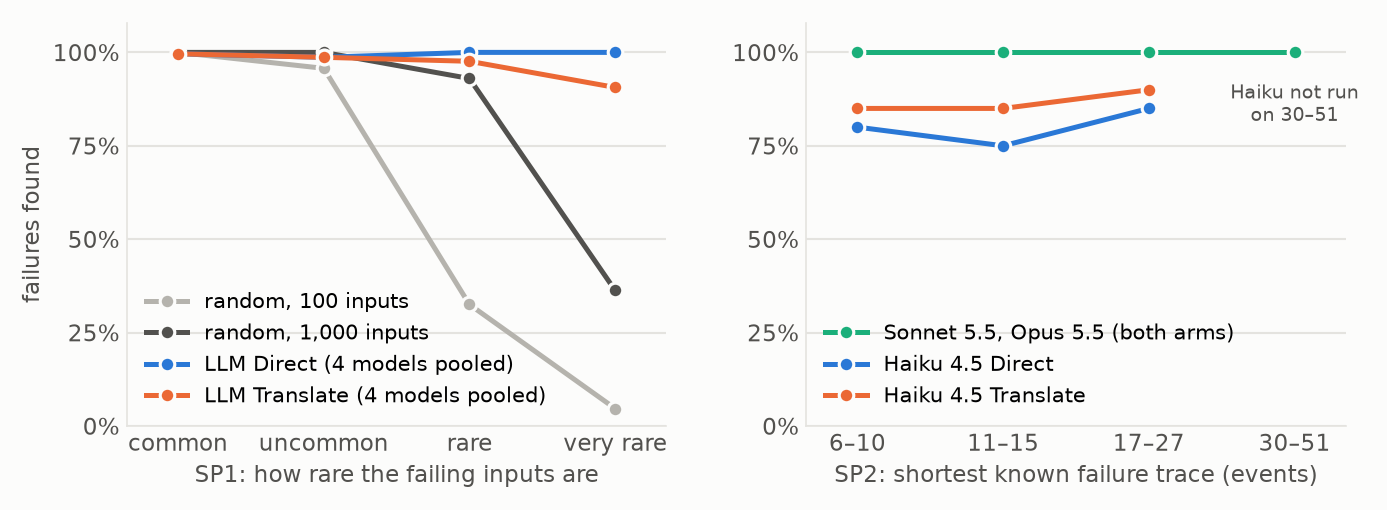 failures found
100%
75%
50%
25%
0%
random, 100 inputs
random, 1,000 inputs
LLM Direct (4 models pooled)
LLM Translate (4 models pooled)
common uncommon rare very rare
SP1: how rare the failing inputs are
100%
75%
50%
25%
0%
Haiku not run
on 30–51
Sonnet 5.5, Opus 5.5 (both arms)
Haiku 4.5 Direct
Haiku 4.5 Translate
6–10 11–15 17–27 30–51
SP2: shortest known failure trace (events)